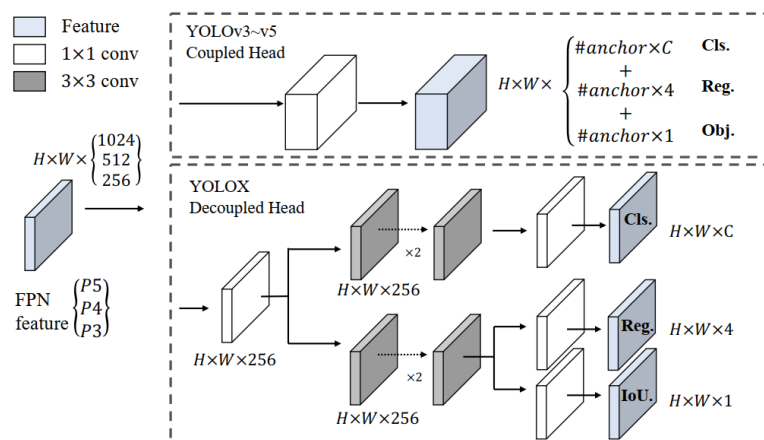 Feature
1×1 conv
3×3 conv
H×W× {1024
512
256}
FPN
feature {P5
P4
P3}
YOLOv3~v5
Coupled Head
H×W× {#anchor×C Cls.
+
#anchor×4 Reg.
+
#anchor×1 Obj.
YOLOX
Decoupled Head
H×W×256
×2
H×W×256
Cls.
H×W×C
×2
H×W×256
Reg.
H×W×4
IoU.
H×W×1